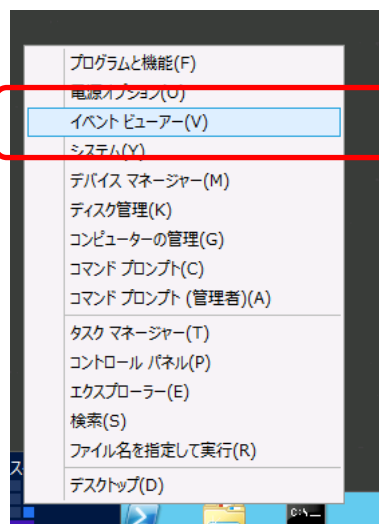 プログラムと機能(F)
電源オプション(O)
イベント ビューアー(V)
システム(Y)
デバイス マネージャー(M)
ディスク管理(K)
コンピューターの管理(G)
コマンド プロンプト(C)
コマンド プロンプト (管理者)(A)
タスク マネージャー(T)
コントロール パネル(P)
エクスプローラー(E)
検索(S)
ファイル名を指定して実行(R)
デスクトップ(D)
ス
C:\